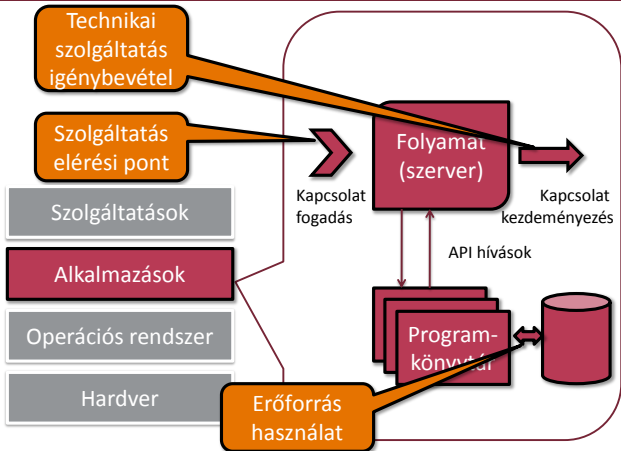 Technikai
szolgáltatás
igénybevétel
Szolgáltatás
elérési pont
Folyamat
(szerver)
Kapcsolat
fogadás
Kapcsolat
kezdeményezés
Szolgáltatások
API hívások
Alkalmazások
Operációs rendszer
Program-
könyvtár
Hardver
Erőforrás
használat